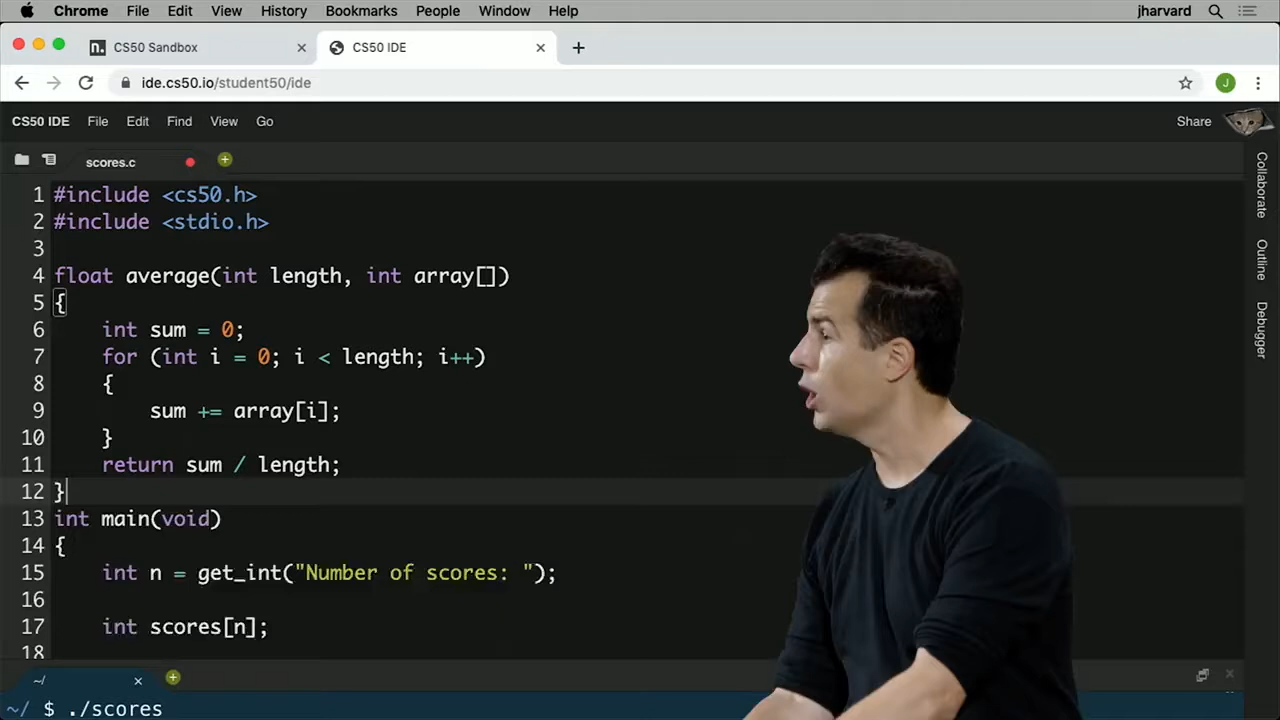 Chrome File Edit View History Bookmarks People Window Help jharvard
n. CS50 Sandbox CS50 IDE
ide.cs50.io/student50/ide J
CS50 IDE File Edit Find View Go Share
scores.c
Collaborate
Outline
Debugger
1 #include <cs50.h>
2 #include <stdio.h>
3
4 float average(int length, int array[])
5 {
6 int sum = 0;
7 for (int i = 0; i < length; i++)
8 {
9 sum += array[i];
10 }
11 return sum / length;
12 }
13 int main(void)
14 {
15 int n = get_int("Number of scores: ");
16
17 int scores[n];
18
~/
~/ $ ./scores